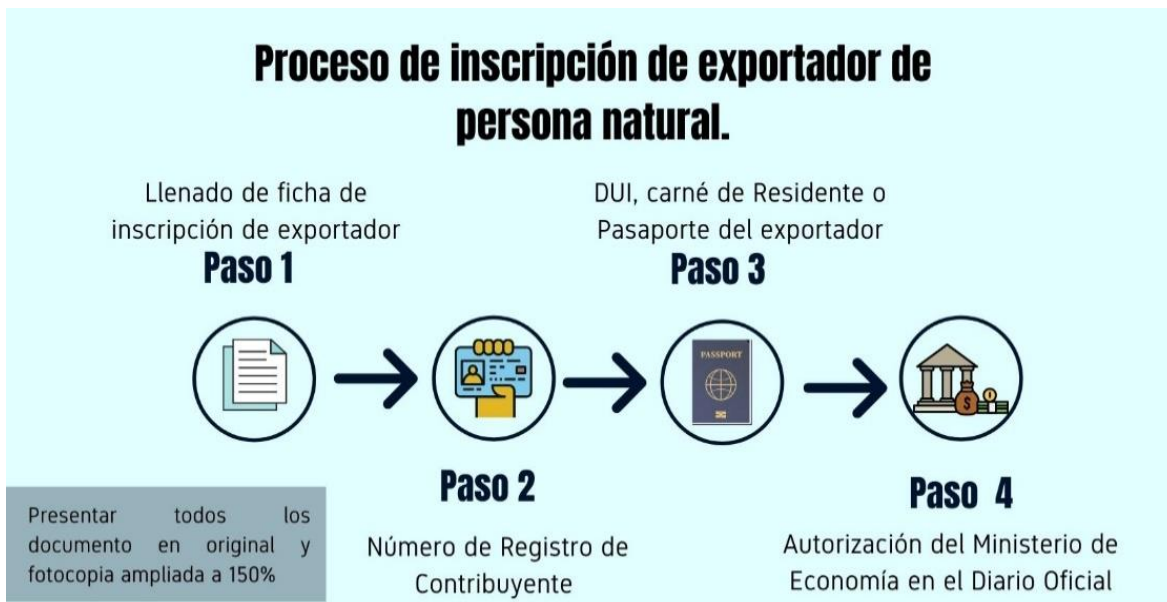 Proceso de inscripción de exportador de
persona natural.
Llenado de ficha de
inscripción de exportador
Paso 1
DUI, carné de Residente o
Pasaporte del exportador
Paso 3
PASSPORT
$
Paso 2
Número de Registro de
Contribuyente
Paso 4
Autorización del Ministerio de
Economía en el Diario Oficial
Presentar todos los
documento en original y
fotocopia ampliada a 150%